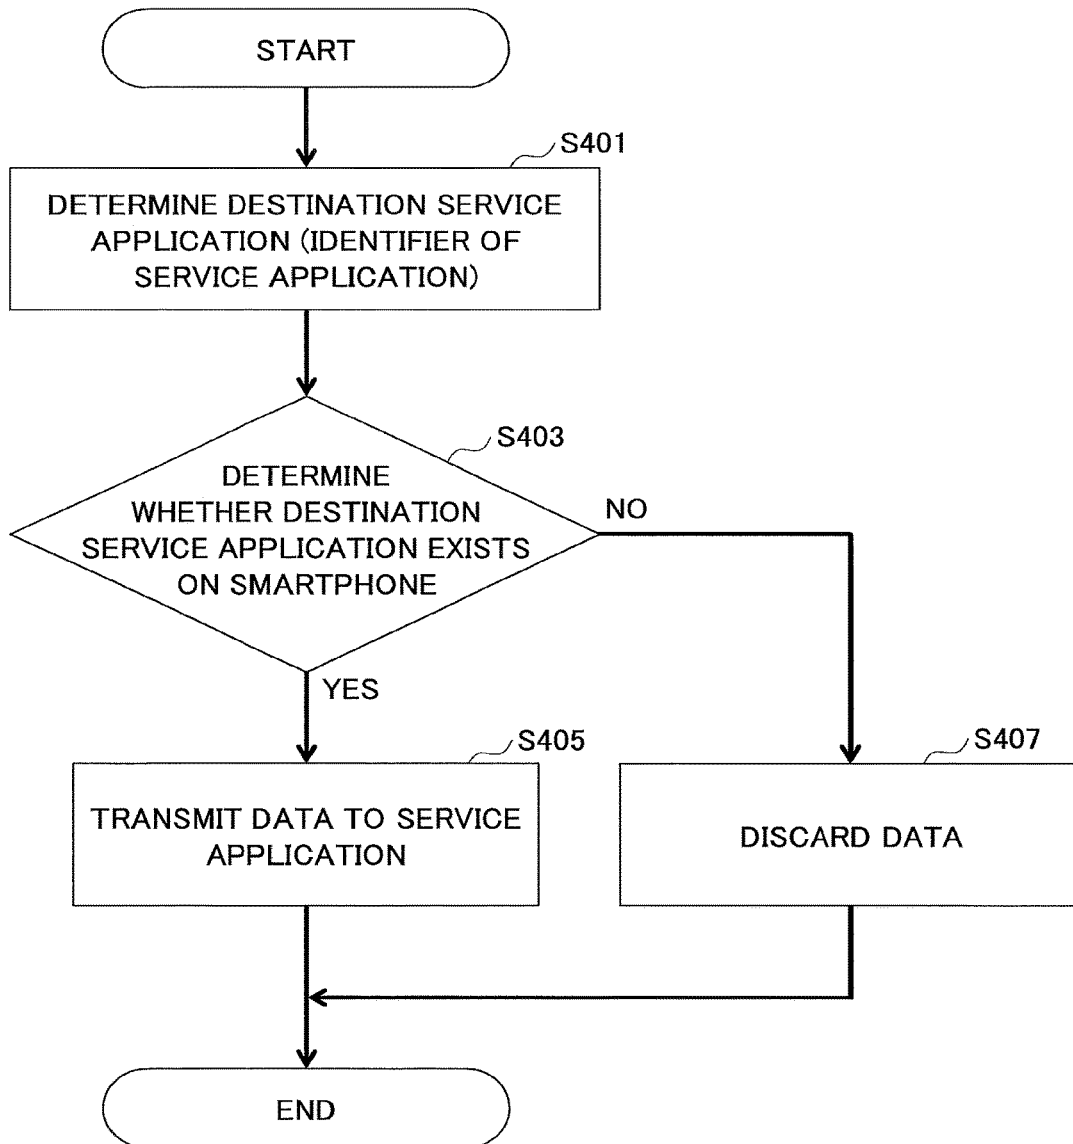 START
S401
DETERMINE DESTINATION SERVICE
APPLICATION (IDENTIFIER OF
SERVICE APPLICATION)
S403
DETERMINE
WHETHER DESTINATION
SERVICE APPLICATION EXISTS
ON SMARTPHONE
NO
YES
S405
TRANSMIT DATA TO SERVICE
APPLICATION
S407
DISCARD DATA
END